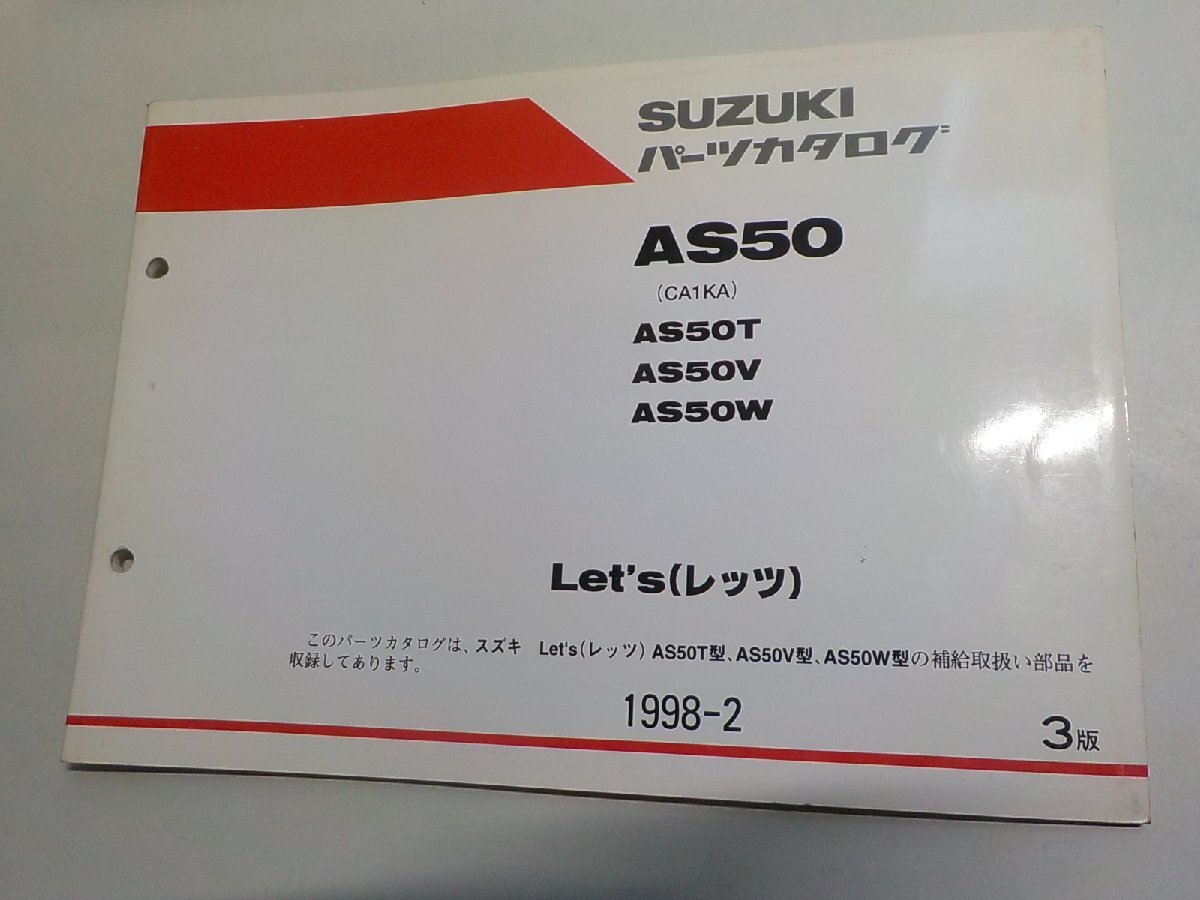 SUZUKI
パーツカタログ
AS50
(CA1KA)
AS50T
AS50V
AS50W
Let's(レッツ)
このパーツカタログは、スズキ Let's(レッツ) AS50T型、AS50V型、AS50W型の補給取扱い部品を
収録してあります。
1998-2
3版